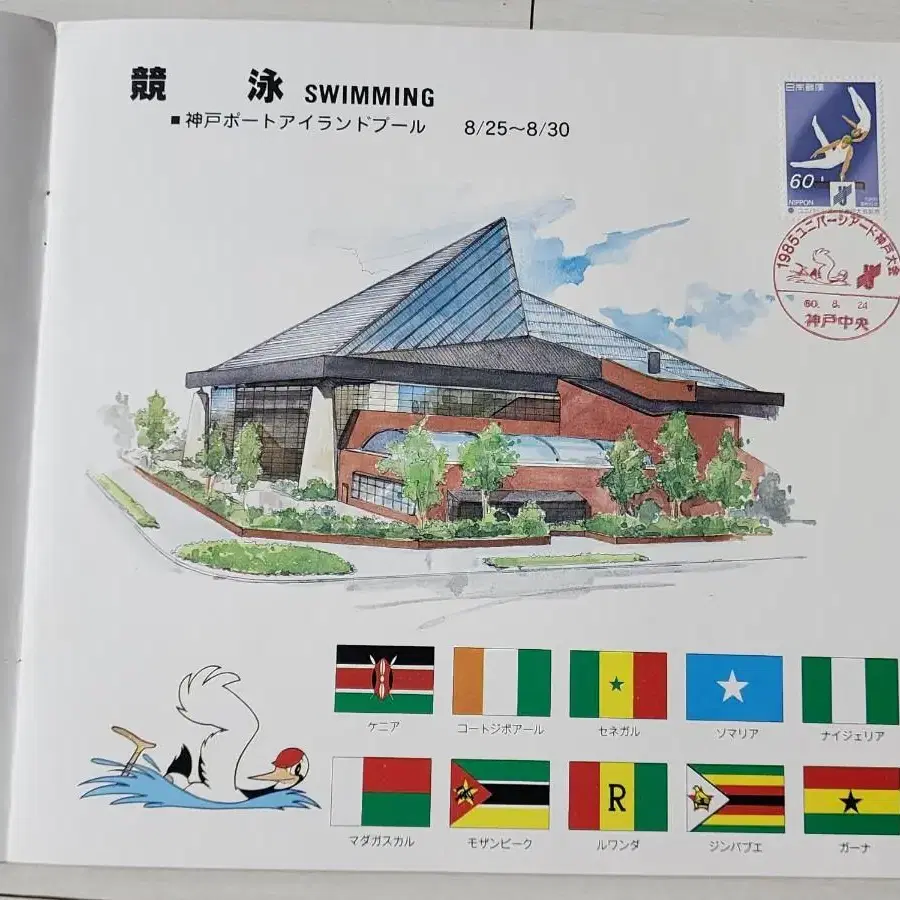 競 泳 SWIMMING
■神戸ポートアイランドプール 8/25～8/30
日本郵便
60
NIPPON
1985ユニバーシアード神戸大会
60. 8. 24
神戸中央
ケニア
コートジボアール
セネガル
ソマリア
ナイジェリア
R
マダガスカル
モザンビーク
ルワンダ
ジンバブエ
ガーナ